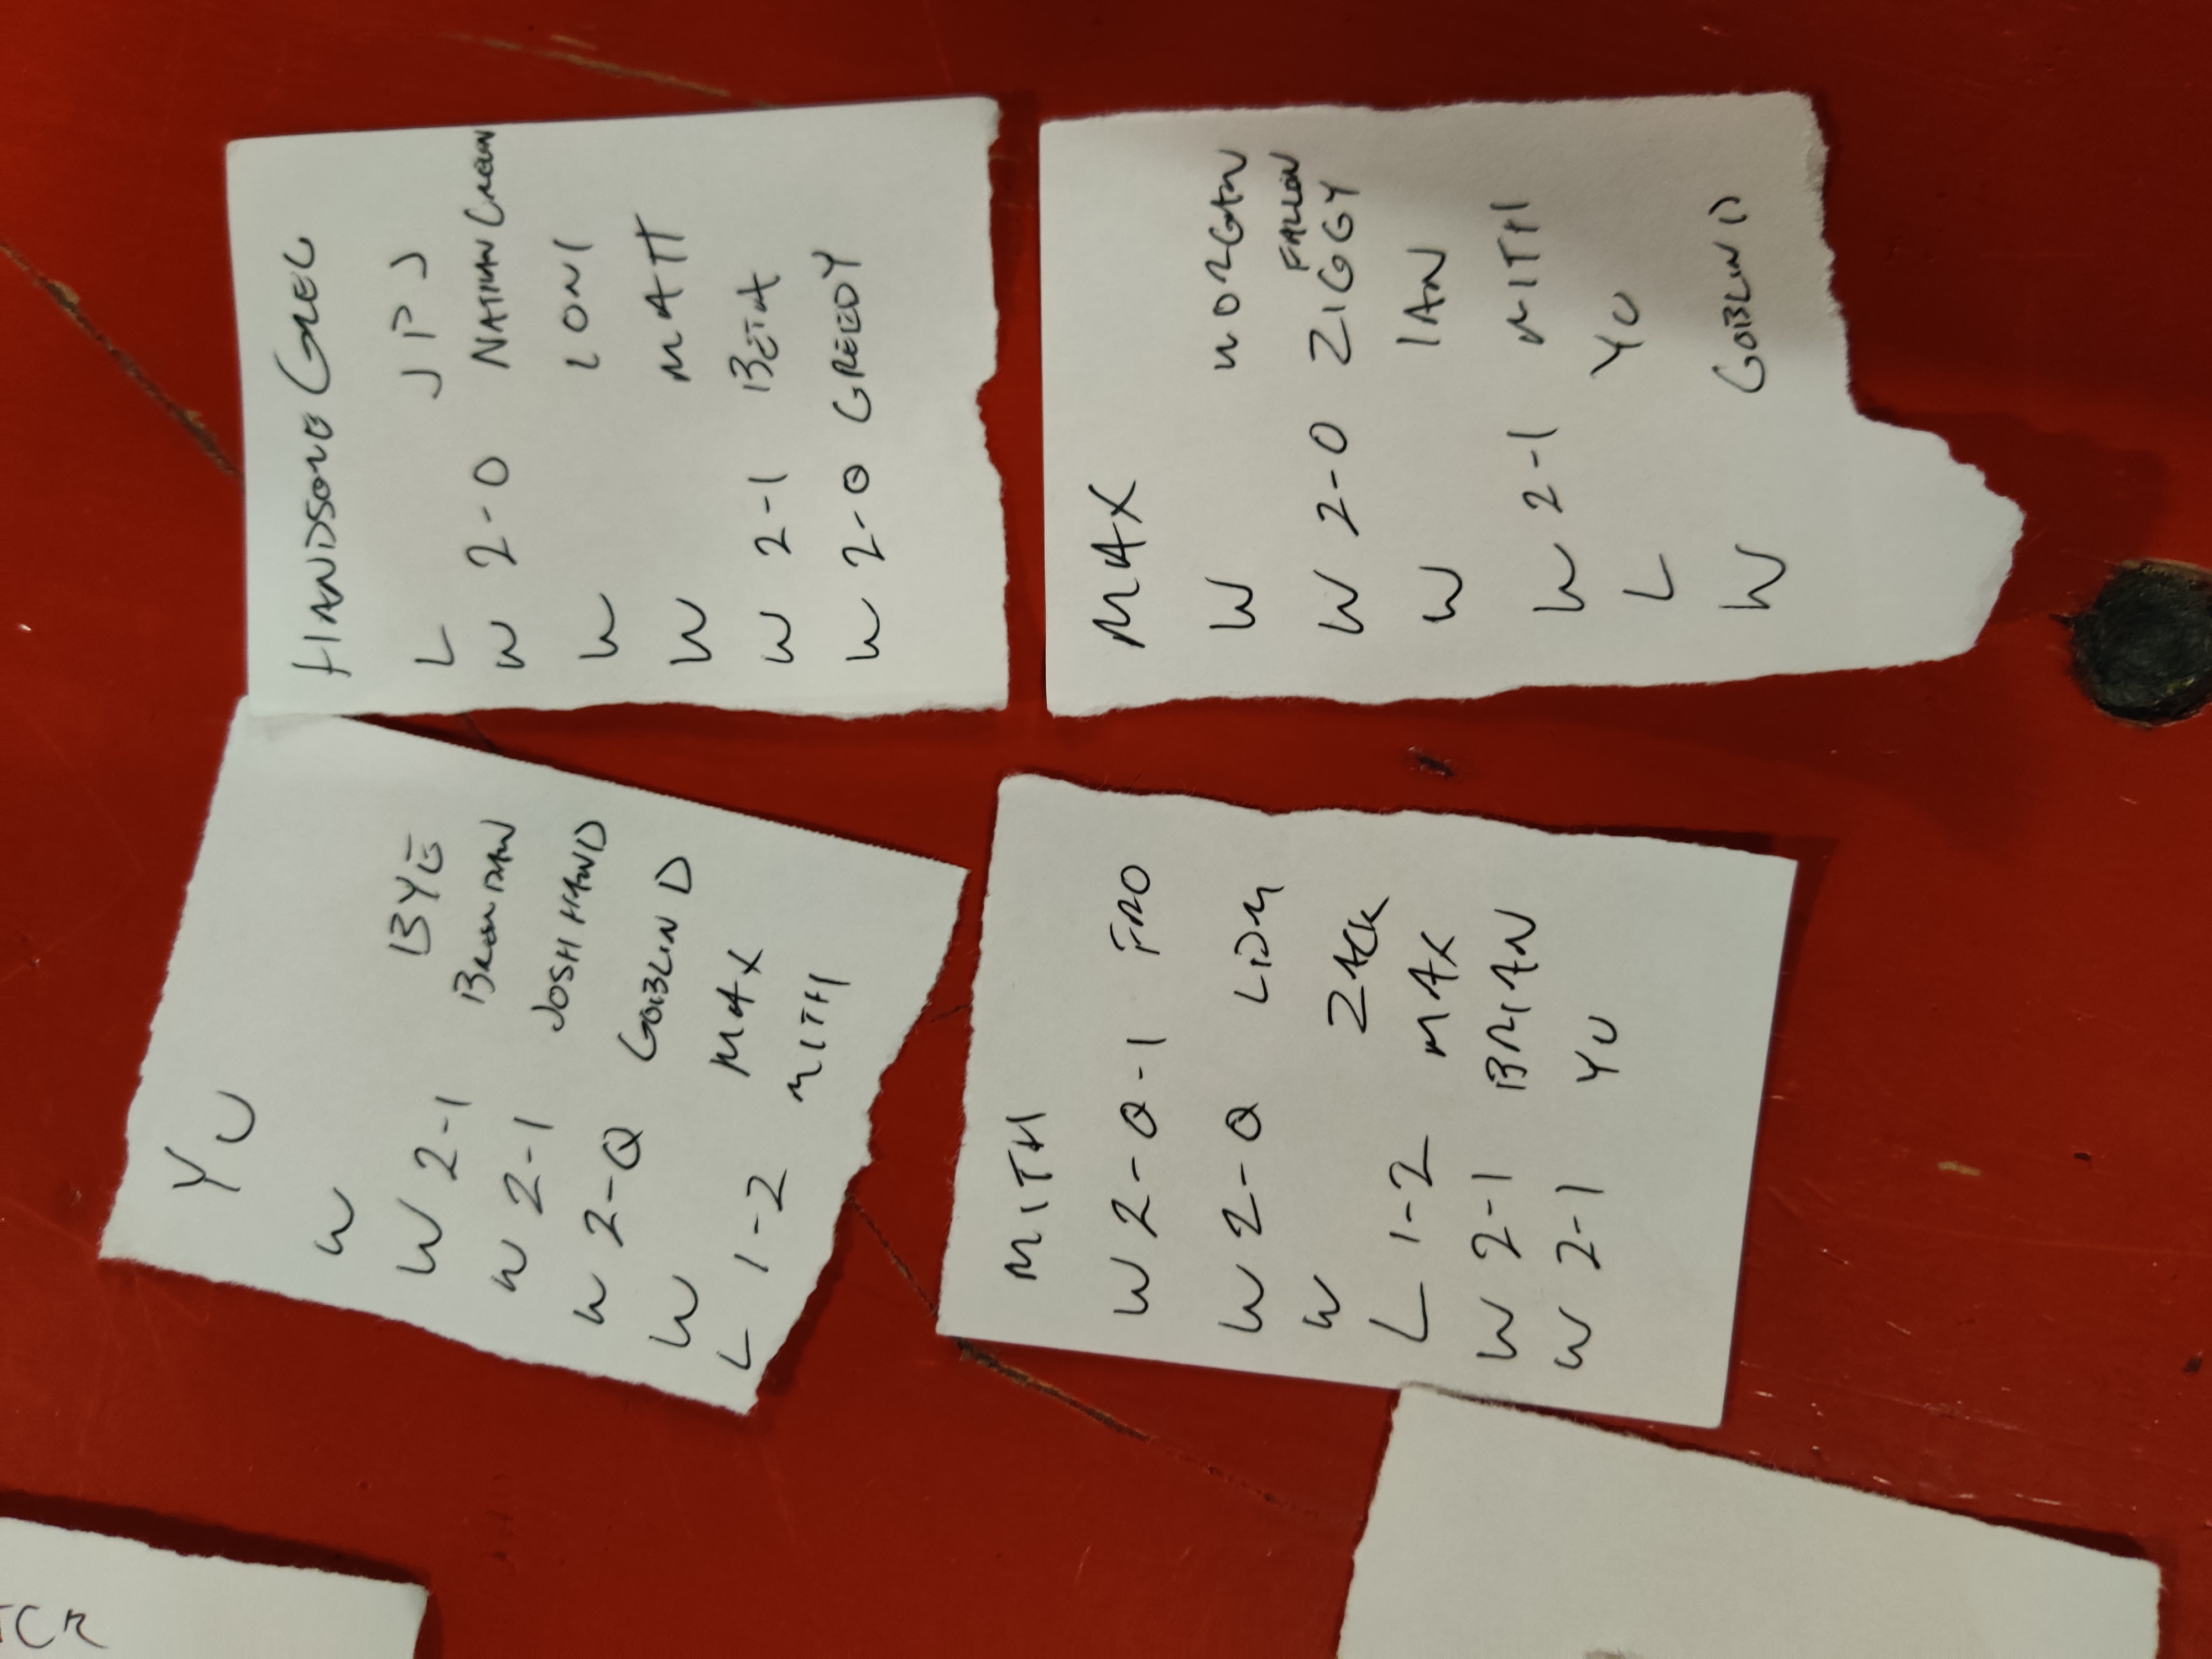 YU
W BYE
W 2-1 BRENDAN
W 2-1 JOSH HAND
W 2-0 GOBLIN D
W MAX
L 1-2 MITH
HANDSOME GREG
L JPJ
W 2-0 NATHAN GREEN
W LONI
W MATT
W 2-1 BETA
W 2-0 GREEDY
MITH
W 2-0-1 FRO
W 2-0 LDM
W ZACK
L 1-2 MAX
W 2-1 BRIAN
W 2-1 YU
MAX
W MORGAN
FALLON
W 2-0 ZIGGY
W IAN
W 2-1 MITH
L YU
W GOBLIN D